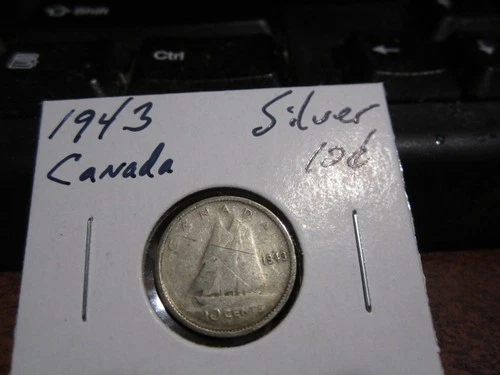 Ctrl
1943 Silver
Canada 10¢
CANADA
1943
10 CENTS